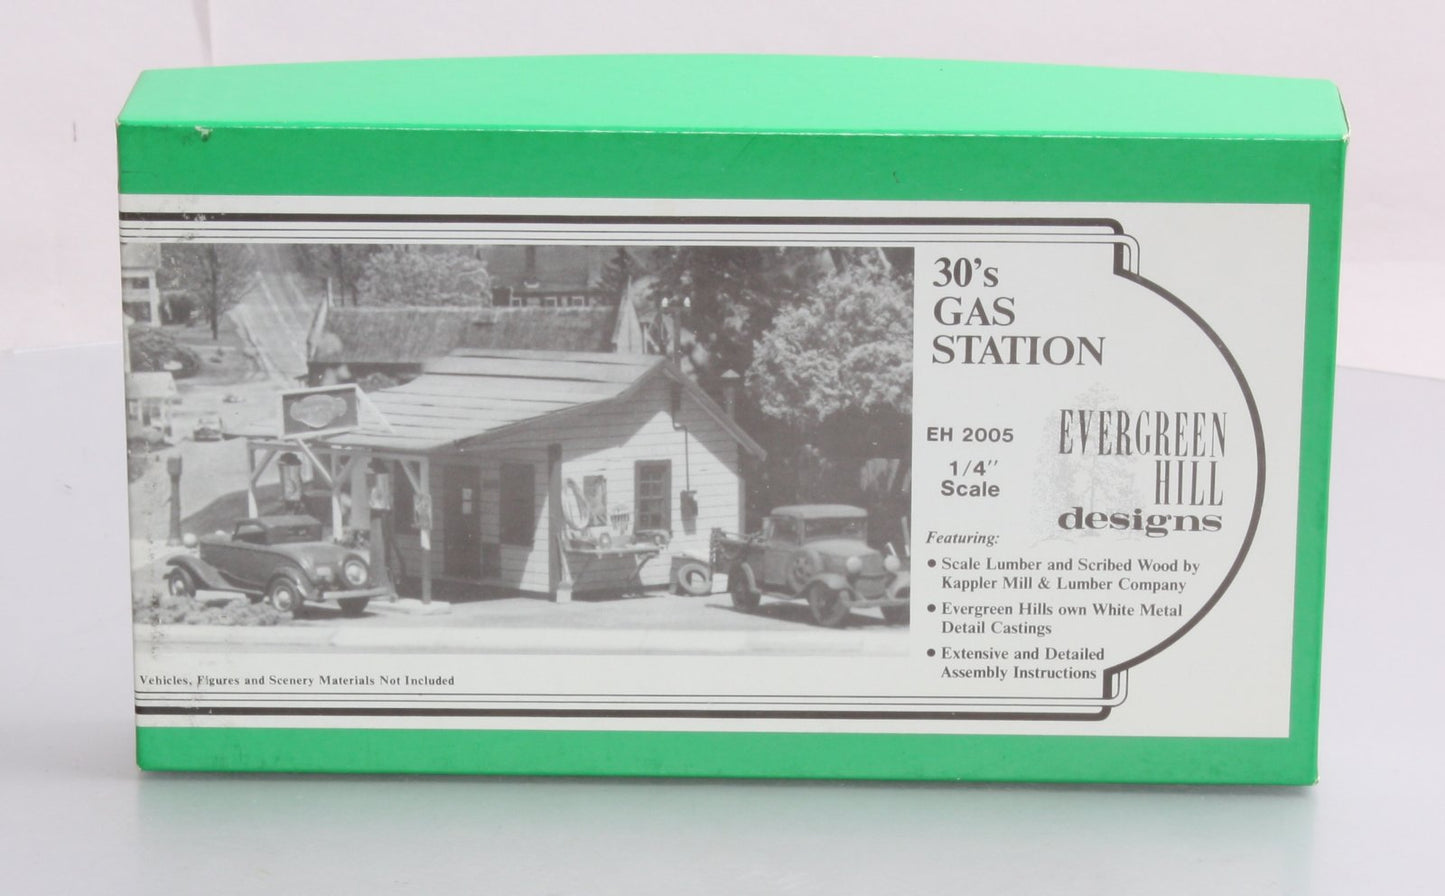 30's
GAS
STATION
EH 2005
1/4"
Scale
EVERGREEN
HILL
designs
Featuring:
● Scale Lumber and Scribed Wood by
Kappler Mill & Lumber Company
● Evergreen Hills own White Metal
Detail Castings
● Extensive and Detailed
Assembly Instructions
Vehicles, Figures and Scenery Materials Not Included